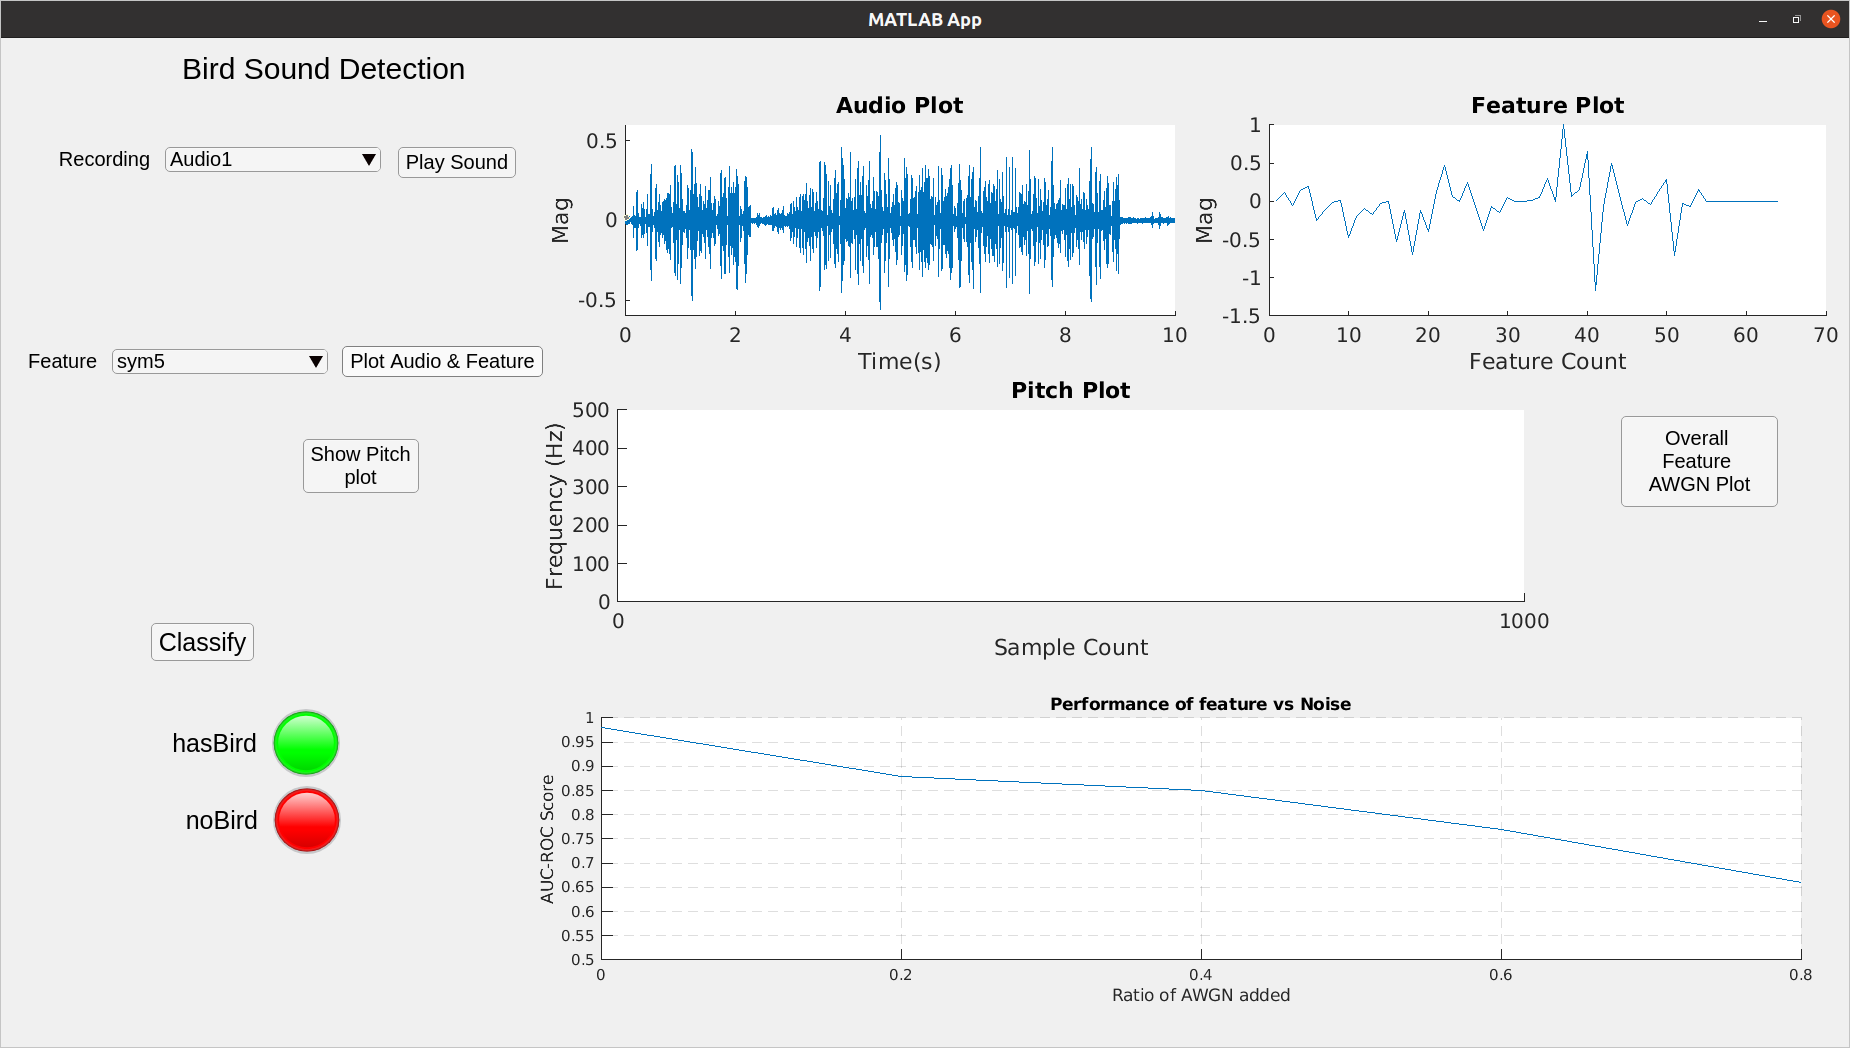 MATLAB App
Bird Sound Detection
Recording
Audio1
Play Sound
Feature
sym5
Plot Audio & Feature
Show Pitch
plot
Classify
hasBird
noBird
Audio Plot
Mag
0.5
0
-0.5
0 2 4 6 8 10
Time(s)
Feature Plot
Mag
1
0.5
0
-0.5
-1
-1.5
0 10 20 30 40 50 60 70
Feature Count
Pitch Plot
Frequency (Hz)
500
400
300
200
100
0
0 1000
Sample Count
Overall
Feature
AWGN Plot
Performance of feature vs Noise
AUC-ROC Score
1
0.95
0.9
0.85
0.8
0.75
0.7
0.65
0.6
0.55
0.5
0 0.2 0.4 0.6 0.8
Ratio of AWGN added